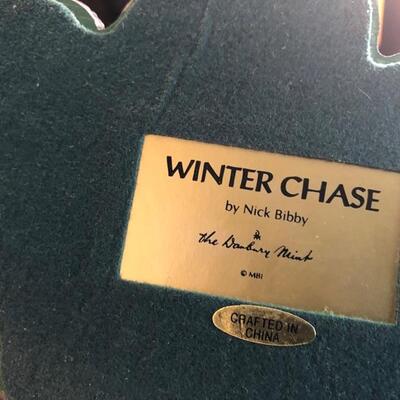 WINTER CHASE
by Nick Bibby
the Danbury Mint
© MBI
CRAFTED IN
CHINA